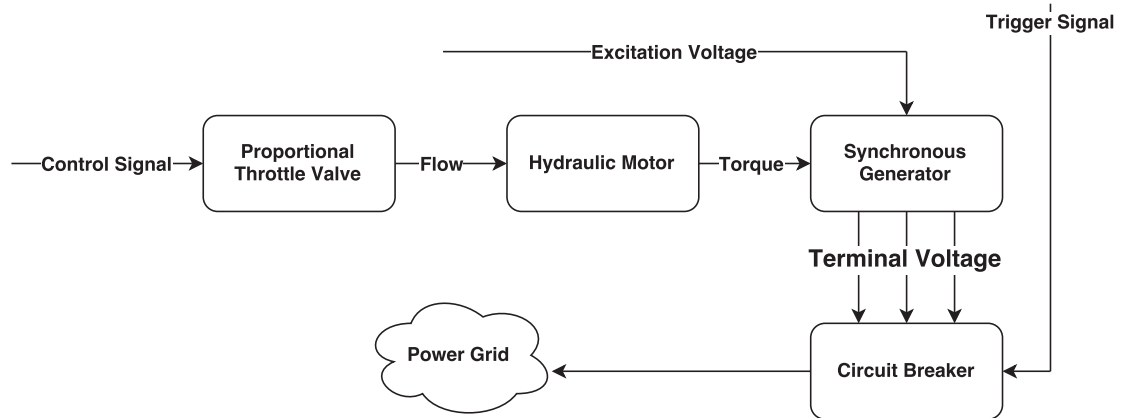 Trigger Signal
Excitation Voltage
Control Signal
Proportional
Throttle Valve
Flow
Hydraulic Motor
Torque
Synchronous
Generator
Terminal Voltage
Power Grid
Circuit Breaker